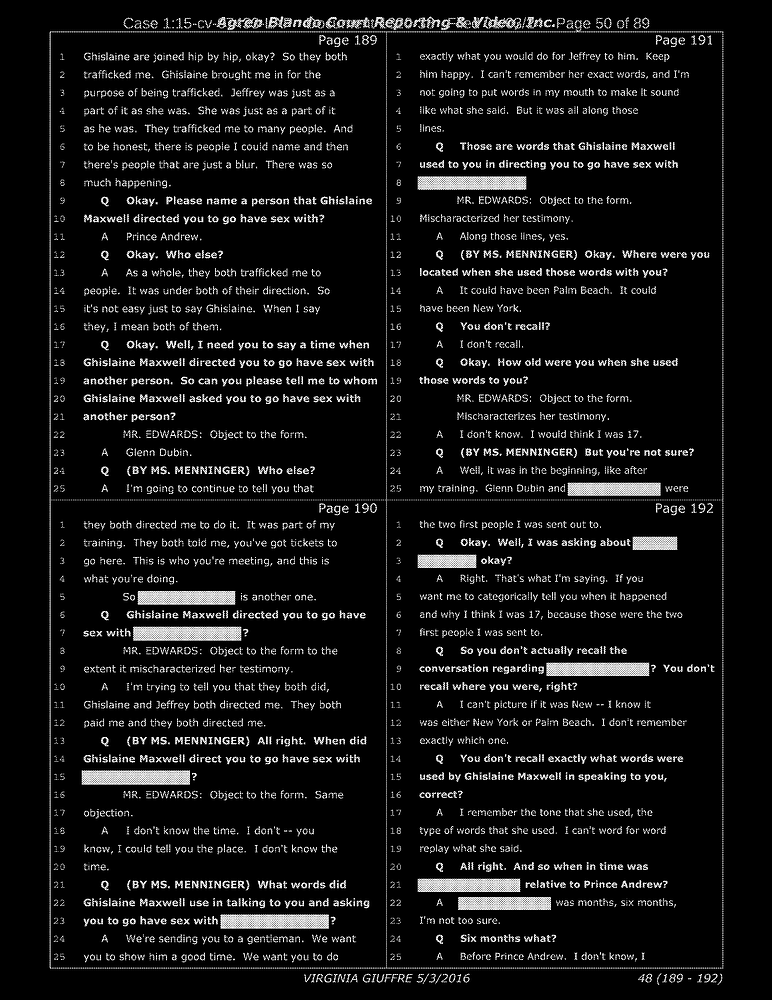 Agren Blando Court Reporting & Video, Inc.
Case 1:15-cv- Page 50 of 89
Page 189
1 Ghislaine are joined hip by hip, okay? So they both
2 trafficked me. Ghislaine brought me in for the
3 purpose of being trafficked. Jeffrey was just as a
4 part of it as she was. She was just as a part of it
5 as he was. They trafficked me to many people. And
6 to be honest, there is people I could name and then
7 there's people that are just a blur. There was so
8 much happening.
9 Q Okay. Please name a person that Ghislaine
10 Maxwell directed you to go have sex with?
11 A Prince Andrew.
12 Q Okay. Who else?
13 A As a whole, they both trafficked me to
14 people. It was under both of their direction. So
15 it's not easy just to say Ghislaine. When I say
16 they, I mean both of them.
17 Q Okay. Well, I need you to say a time when
18 Ghislaine Maxwell directed you to go have sex with
19 another person. So can you please tell me to whom
20 Ghislaine Maxwell asked you to go have sex with
21 another person?
22 MR. EDWARDS: Object to the form.
23 A Glenn Dubin.
24 Q (BY MS. MENNINGER) Who else?
25 A I'm going to continue to tell you that
Page 190
1 they both directed me to do it. It was part of my
2 training. They both told me, you've got tickets to
3 go here. This is who you're meeting, and this is
4 what you're doing.
5 So is another one.
6 Q Ghislaine Maxwell directed you to go have
7 sex with ?
8 MR. EDWARDS: Object to the form to the
9 extent it mischaracterized her testimony.
10 A I'm trying to tell you that they both did,
11 Ghislaine and Jeffrey both directed me. They both
12 paid me and they both directed me.
13 Q (BY MS. MENNINGER) All right. When did
14 Ghislaine Maxwell direct you to go have sex with
15 ?
16 MR. EDWARDS: Object to the form. Same
17 objection.
18 A I don't know the time. I don't -- you
19 know, I could tell you the place. I don't know the
20 time.
21 Q (BY MS. MENNINGER) What words did
22 Ghislaine Maxwell use in talking to you and asking
23 you to go have sex with ?
24 A We're sending you to a gentleman. We want
25 you to show him a good time. We want you to do
Page 191
1 exactly what you would do for Jeffrey to him. Keep
2 him happy. I can't remember her exact words, and I'm
3 not going to put words in my mouth to make it sound
4 like what she said. But it was all along those
5 lines.
6 Q Those are words that Ghislaine Maxwell
7 used to you in directing you to go have sex with
8
9 MR. EDWARDS: Object to the form.
10 Mischaracterized her testimony.
11 A Along those lines, yes.
12 Q (BY MS. MENNINGER) Okay. Where were you
13 located when she used those words with you?
14 A It could have been Palm Beach. It could
15 have been New York.
16 Q You don't recall?
17 A I don't recall.
18 Q Okay. How old were you when she used
19 those words to you?
20 MR. EDWARDS: Object to the form.
21 Mischaracterizes her testimony.
22 A I don't know. I would think I was 17.
23 Q (BY MS. MENNINGER) But you're not sure?
24 A Well, it was in the beginning, like after
25 my training. Glenn Dubin and were
Page 192
1 the two first people I was sent out to.
2 Q Okay. Well, I was asking about
3 okay?
4 A Right. That's what I'm saying. If you
5 want me to categorically tell you when it happened
6 and why I think I was 17, because those were the two
7 first people I was sent to.
8 Q So you don't actually recall the
9 conversation regarding ? You don't
10 recall where you were, right?
11 A I can't picture if it was New -- I know it
12 was either New York or Palm Beach. I don't remember
13 exactly which one.
14 Q You don't recall exactly what words were
15 used by Ghislaine Maxwell in speaking to you,
16 correct?
17 A I remember the tone that she used, the
18 type of words that she used. I can't word for word
19 replay what she said.
20 Q All right. And so when in time was
21 relative to Prince Andrew?
22 A was months, six months,
23 I'm not too sure.
24 Q Six months what?
25 A Before Prince Andrew. I don't know, I
VIRGINIA GIUFFRE 5/3/2016
48 (189 - 192)